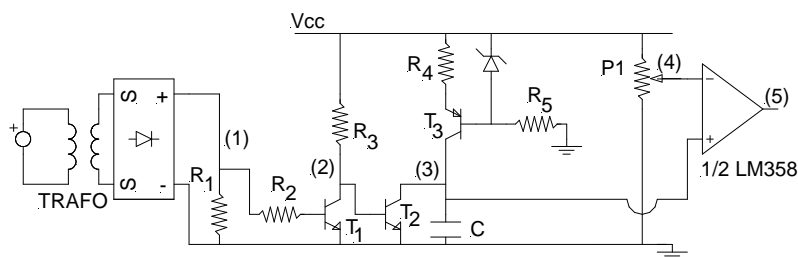 Vcc
R4
P1
(4)
−
(5)
+
S
+
R5
T3
(1)
R3
(2)
(3)
1/2 LM358
S
-
TRAFO
R1
R2
T1
T2
C
+